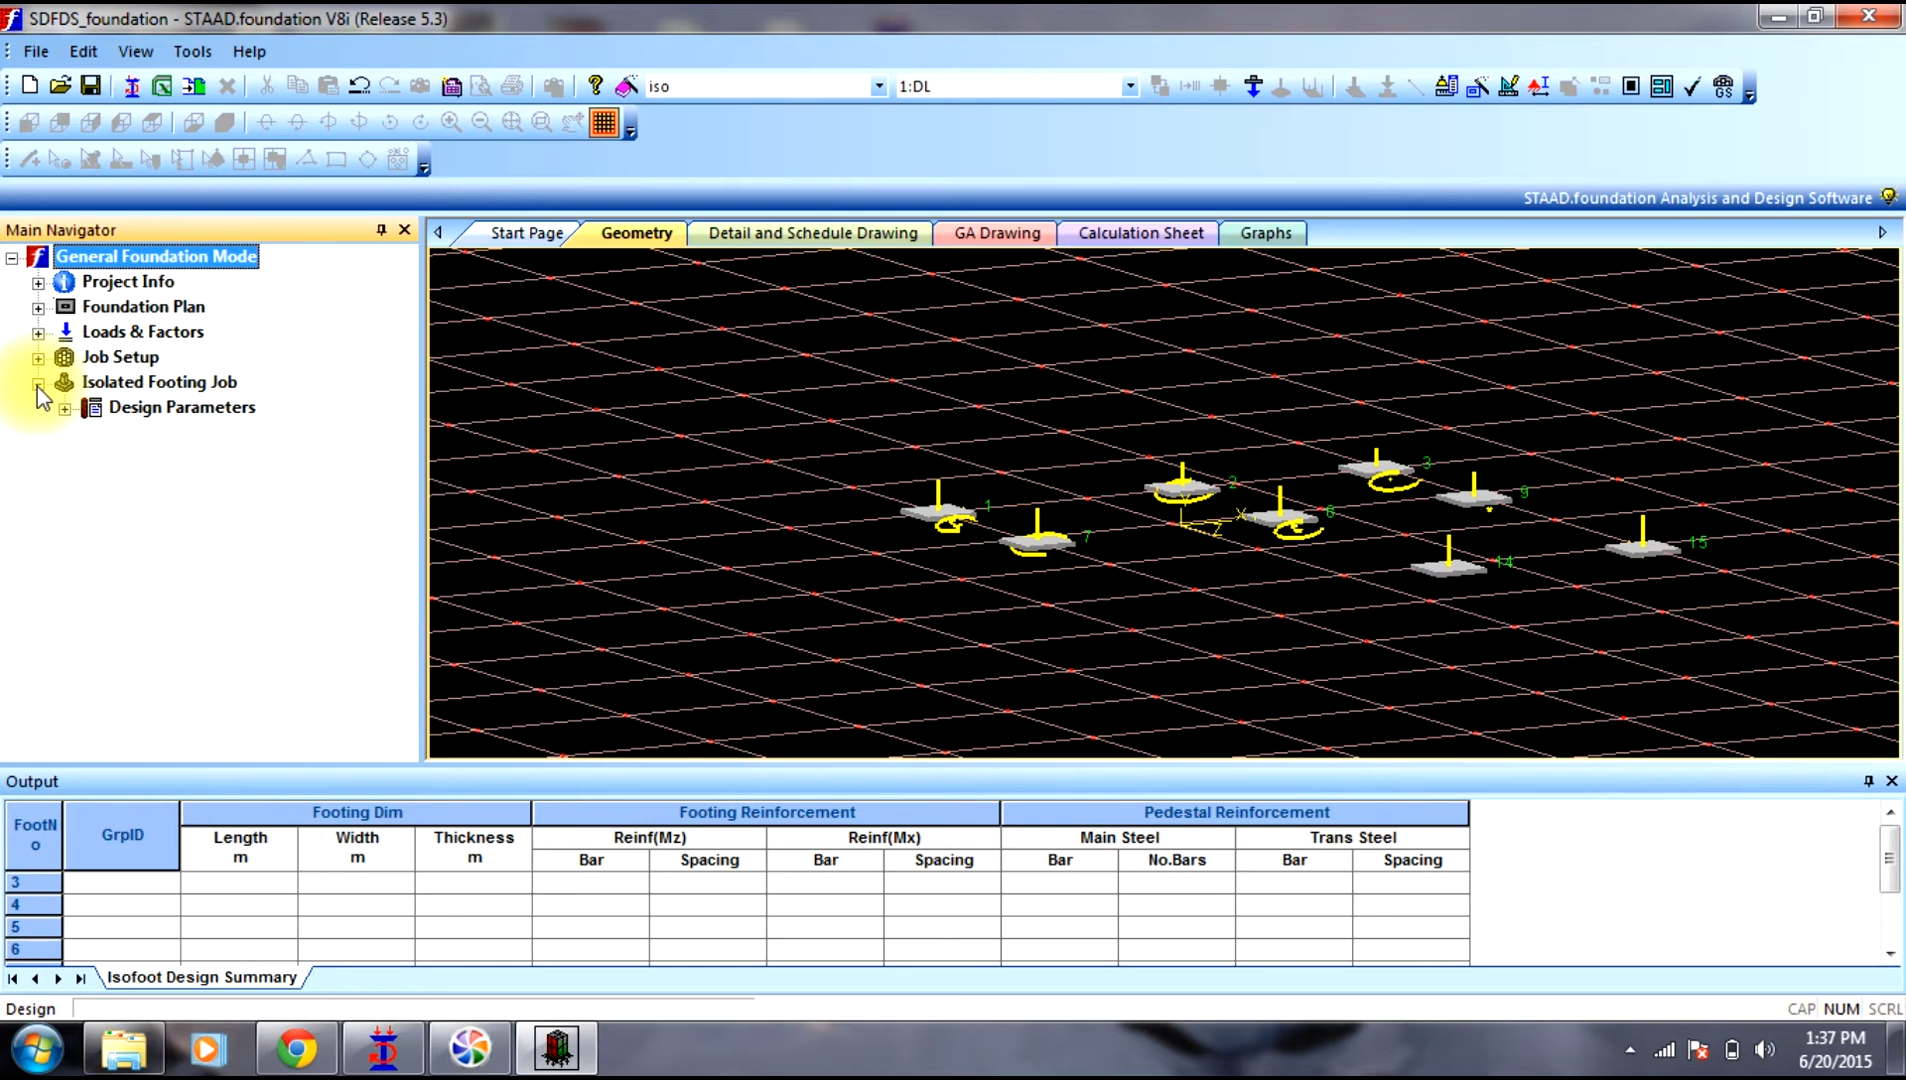 SDFDS_foundation - STAAD.foundation V8i (Release 5.3)
File Edit View Tools Help
iso 1:DL
GS
STAAD.foundation Analysis and Design Software
Main Navigator
Start Page Geometry Detail and Schedule Drawing GA Drawing Calculation Sheet Graphs
General Foundation Mode
Project Info
Foundation Plan
Loads & Factors
Job Setup
Isolated Footing Job
Design Parameters
3
2
9
1
X
Z
7
15
14
Output
FootN
o
GrpID
Footing Dim Footing Reinforcement Pedestal Reinforcement
Length
m
Width
m
Thickness
m
Reinf(Mz) Reinf(Mx) Main Steel Trans Steel
Bar Spacing Bar Spacing Bar No.Bars Bar Spacing
3
4
5
6
Isofoot Design Summary
Design CAP NUM SCRL
1:37 PM
6/20/2015